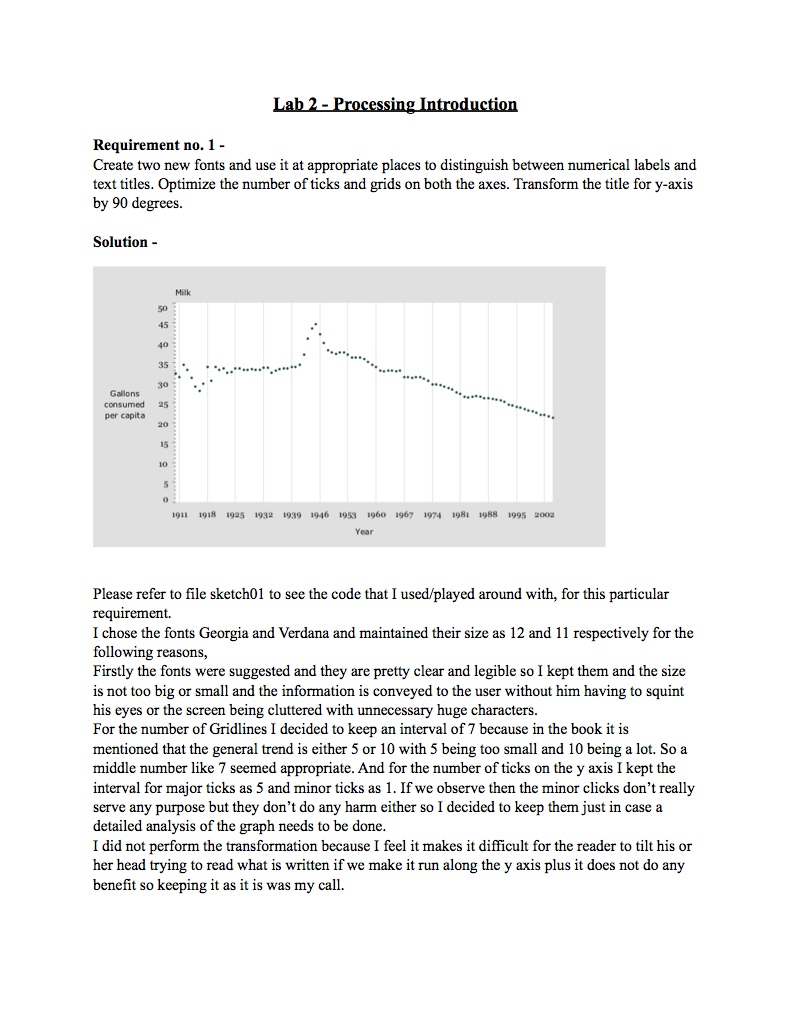 Lab 2 - Processing Introduction
Requirement no. 1 -
Create two new fonts and use it at appropriate places to distinguish between numerical labels and
text titles. Optimize the number of ticks and grids on both the axes. Transform the title for y-axis
by 90 degrees.
Solution -
Milk
50
45
40
35
30
25
20
15
10
5
0
Gallons
consumed
per capita
1911 1918 1925 1932 1939 1946 1953 1960 1967 1974 1981 1988 1995 2002
Year
Please refer to file sketch01 to see the code that I used/played around with, for this particular
requirement.
I chose the fonts Georgia and Verdana and maintained their size as 12 and 11 respectively for the
following reasons,
Firstly the fonts were suggested and they are pretty clear and legible so I kept them and the size
is not too big or small and the information is conveyed to the user without him having to squint
his eyes or the screen being cluttered with unnecessary huge characters.
For the number of Gridlines I decided to keep an interval of 7 because in the book it is
mentioned that the general trend is either 5 or 10 with 5 being too small and 10 being a lot. So a
middle number like 7 seemed appropriate. And for the number of ticks on the y axis I kept the
interval for major ticks as 5 and minor ticks as 1. If we observe then the minor clicks don't really
serve any purpose but they don't do any harm either so I decided to keep them just in case a
detailed analysis of the graph needs to be done.
I did not perform the transformation because I feel it makes it difficult for the reader to tilt his or
her head trying to read what is written if we make it run along the y axis plus it does not do any
benefit so keeping it as it is was my call.